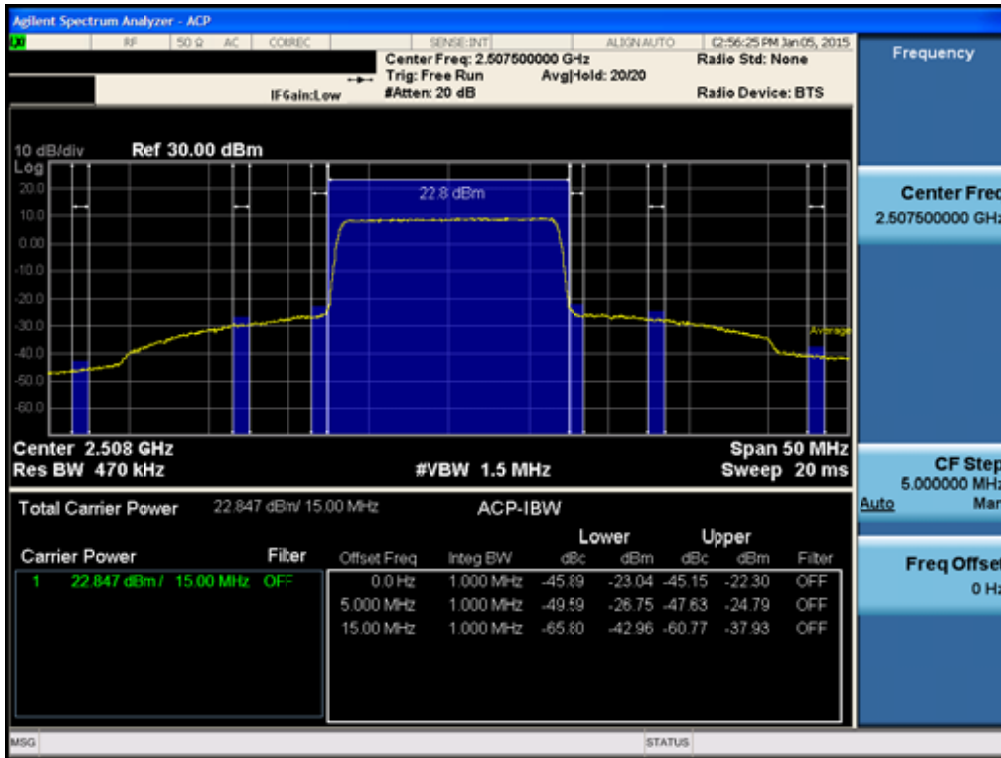 Agilent Spectrum Analyzer - ACP
LXI RF 50 Ω AC CORREC SENSE:INT ALIGN AUTO 02:56:25 PM Jan 05, 2015
Center Freq: 2.507500000 GHz Radio Std: None
Trig: Free Run Avg|Hold: 20/20
IFGain:Low #Atten: 20 dB Radio Device: BTS
Frequency
10 dB/div Ref 30.00 dBm
Log
20.0
10.0
0.00
-10.0
-20.0
-30.0
-40.0
-50.0
-60.0
22.8 dBm
Average
Center Freq
2.507500000 GHz
Center 2.508 GHz Span 50 MHz
Res BW 470 kHz #VBW 1.5 MHz Sweep 20 ms
CF Step
5.000000 MHz
Auto Man
Total Carrier Power 22.847 dBm/ 15.00 MHz ACP-IBW
Lower Upper
Carrier Power Filter Offset Freq Integ BW dBc dBm dBc dBm Filter
1 22.847 dBm / 15.00 MHz OFF 0.0 Hz 1.000 MHz -45.89 -23.04 -45.15 -22.30 OFF
5.000 MHz 1.000 MHz -49.59 -26.75 -47.63 -24.79 OFF
15.00 MHz 1.000 MHz -65.80 -42.96 -60.77 -37.93 OFF
Freq Offset
0 Hz
MSG STATUS